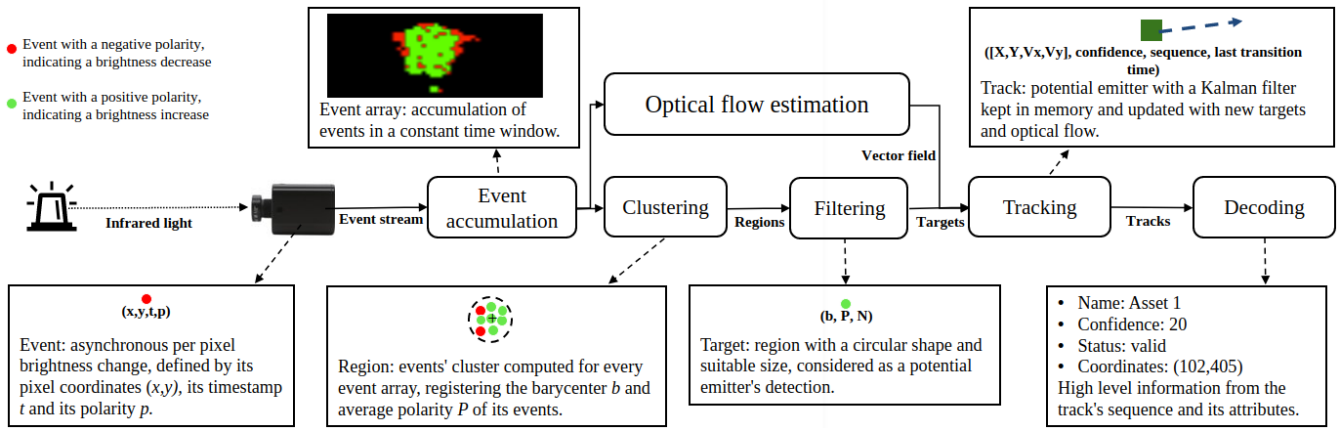 Event with a negative polarity,
indicating a brightness decrease
Event with a positive polarity,
indicating a brightness increase
Event array: accumulation of
events in a constant time window.
Optical flow estimation
([X,Y,Vx,Vy], confidence, sequence, last transition
time)
Track: potential emitter with a Kalman filter
kept in memory and updated with new targets
and optical flow.
Vector field
Infrared light
Event stream
Event
accumulation
Clustering
Regions
Filtering
Targets
Tracking
Tracks
Decoding
(x,y,t,p)
Event: asynchronous per pixel
brightness change, defined by its
pixel coordinates (x,y), its timestamp
t and its polarity p.
Region: events' cluster computed for every
every event array, registering the barycenter b and
average polarity P of its events.
(b, P, N)
Target: region with a circular shape and
suitable size, considered as a potential
emitter's detection.
• Name: Asset 1
• Confidence: 20
• Status: valid
• Coordinates: (102,405)
High level information from the
track's sequence and its attributes.